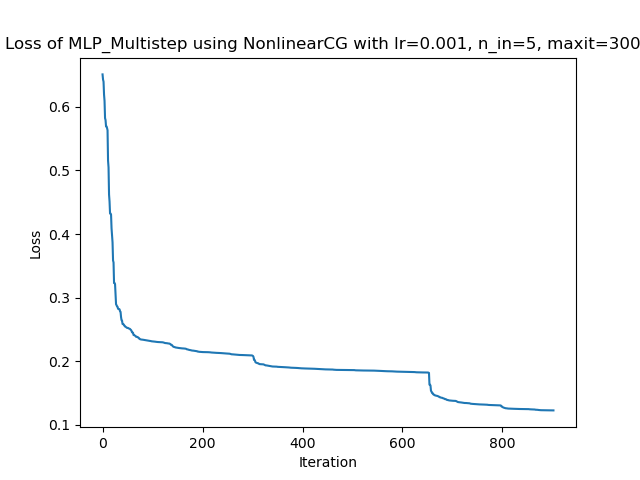 Loss of MLP_Multistep using NonlinearCG with lr=0.001, n_in=5, maxit=300
0.6
0.5
0.4
0.3
0.2
0.1
Loss
0 200 400 600 800
Iteration